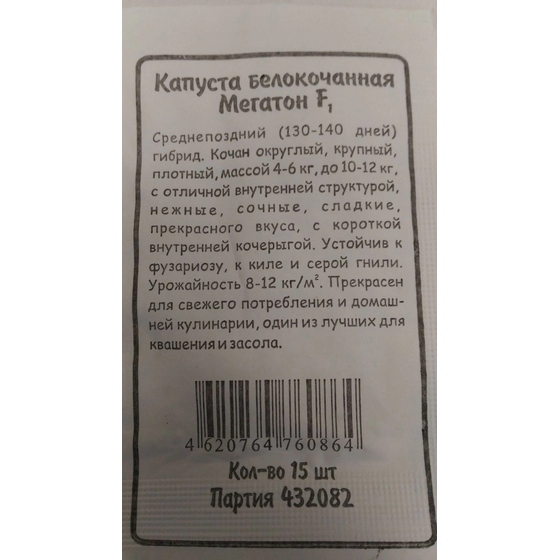 Капуста белокочанная
Мегатон F₁
Среднепоздний (130-140 дней)
гибрид. Кочан округлый, крупный,
плотный, массой 4-6 кг, до 10-12 кг,
с отличной внутренней структурой,
нежные, сочные, сладкие,
прекрасного вкуса, с короткой
внутренней кочерыгой. Устойчив к
фузариозу, к киле и серой гнили.
Урожайность 8-12 кг/м². Прекрасен
для свежего потребления и домаш-
ней кулинарии, один из лучших для
квашения и засола.
4 620764 760864
Кол-во 15 шт
Партия 432082